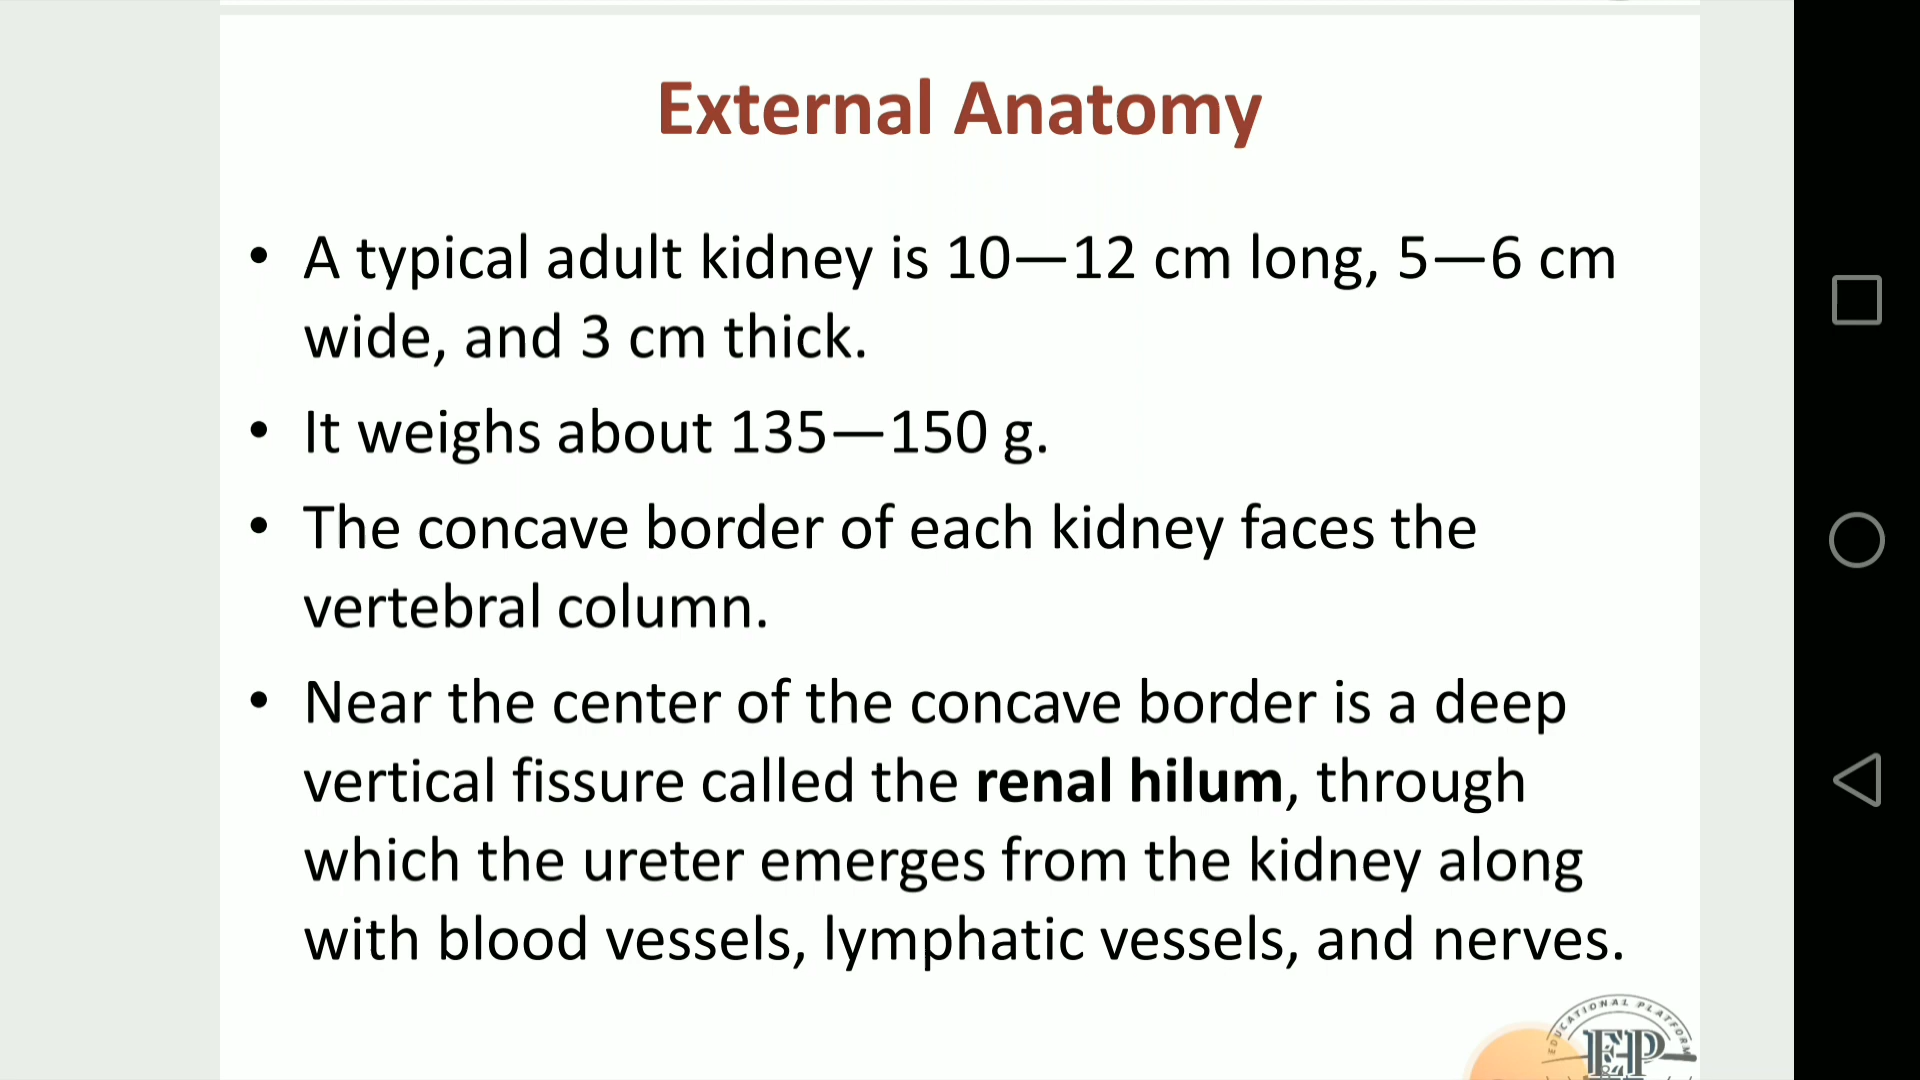 External Anatomy
• A typical adult kidney is 10—12 cm long, 5—6 cm
wide, and 3 cm thick.
• It weighs about 135—150 g.
• The concave border of each kidney faces the
vertebral column.
• Near the center of the concave border is a deep
vertical fissure called the renal hilum, through
which the ureter emerges from the kidney along
with blood vessels, lymphatic vessels, and nerves.
EDUCATIONAL PLATFORM
EP